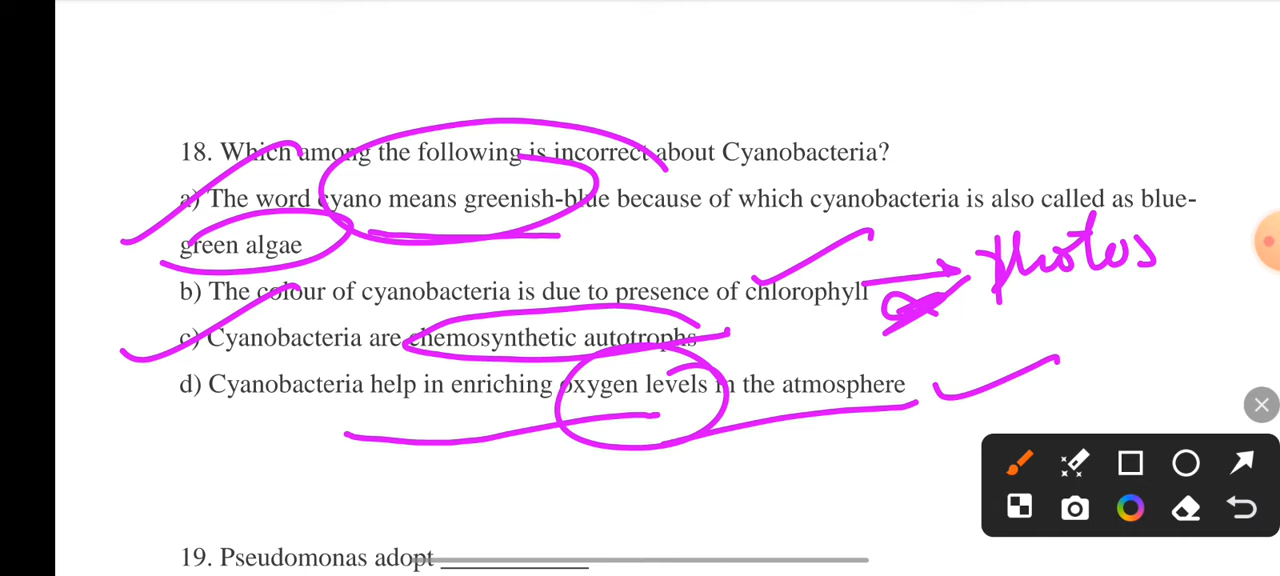 18. Which among the following is incorrect about Cyanobacteria?
a) The word cyano means greenish-blue because of which cyanobacteria is also called as blue-
green algae
b) The colour of cyanobacteria is due to presence of chlorophyll
photos
c) Cyanobacteria are chemosynthetic autotrophs
d) Cyanobacteria help in enriching oxygen levels in the atmosphere
19. Pseudomonas adopt ___________